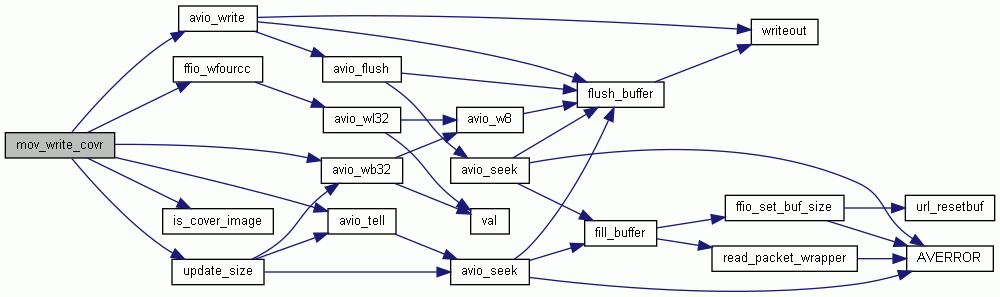 avio_write
writeout
ffio_wfourcc
avio_flush
flush_buffer
avio_wl32
avio_w8
mov_write_covr
avio_wb32
avio_seek
is_cover_image
avio_tell
val
ffio_set_buf_size
url_resetbuf
fill_buffer
update_size
avio_seek
read_packet_wrapper
AVERROR